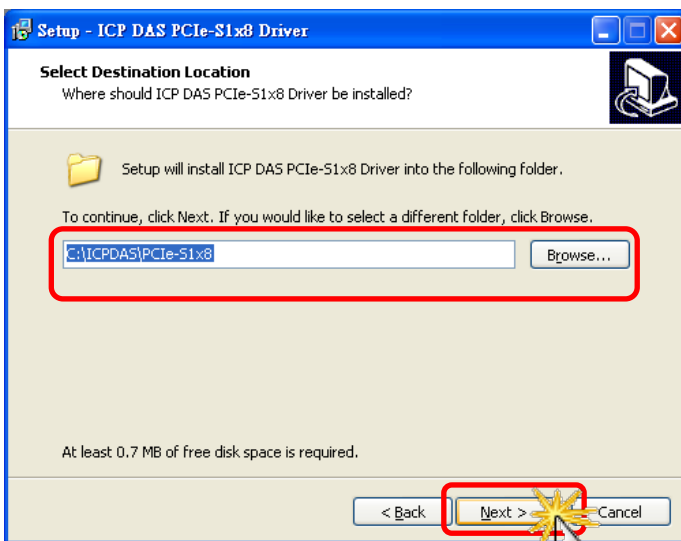 Setup - ICP DAS PCIe-S1x8 Driver
Select Destination Location
Where should ICP DAS PCIe-S1x8 Driver be installed?
Setup will install ICP DAS PCIe-S1x8 Driver into the following folder.
To continue, click Next. If you would like to select a different folder, click Browse.
C:\ICPDAS\PCIe-S1x8 Browse...
At least 0.7 MB of free disk space is required.
< Back Next > Cancel